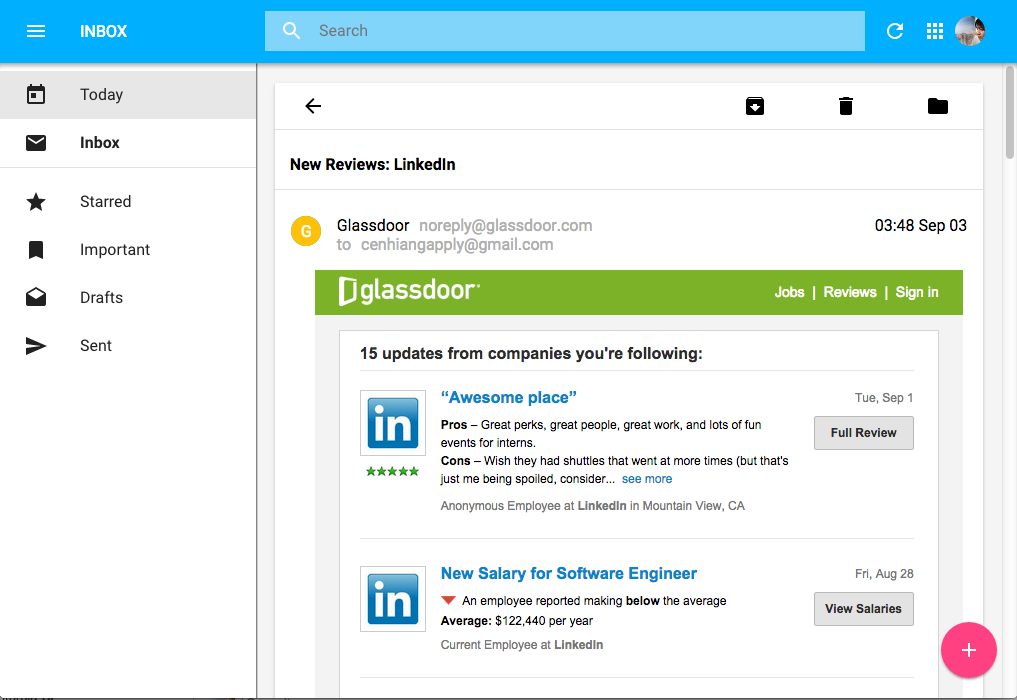 INBOX
Search
Today
Inbox
Starred
Important
Drafts
Sent
New Reviews: LinkedIn
G
Glassdoor noreply@glassdoor.com
03:48 Sep 03
to cenhiangapply@gmail.com
glassdoor
Jobs | Reviews | Sign in
15 updates from companies you're following:
in
“Awesome place”
Tue, Sep 1
Pros – Great perks, great people, great work, and lots of fun
events for interns.
Full Review
Cons – Wish they had shuttles that went at more times (but that's
just me being spoiled, consider... see more
Anonymous Employee at LinkedIn in Mountain View, CA
in
New Salary for Software Engineer
Fri, Aug 28
An employee reported making below the average
View Salaries
Average: $122,440 per year
Current Employee at LinkedIn